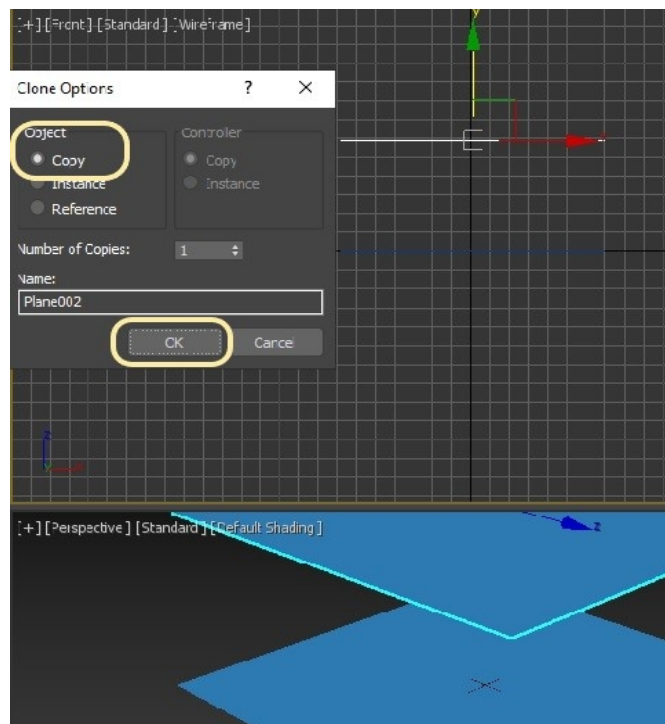 [+] [Front] [Standard] [Wireframe]
y
Clone Options ? ×
Object
Controller
Copy
Copy
Instance
Instance
Reference
Number of Copies:
1
Name:
Plane002
OK
Cancel
z
x
[+] [Perspective] [Standard] [Default Shading]
z